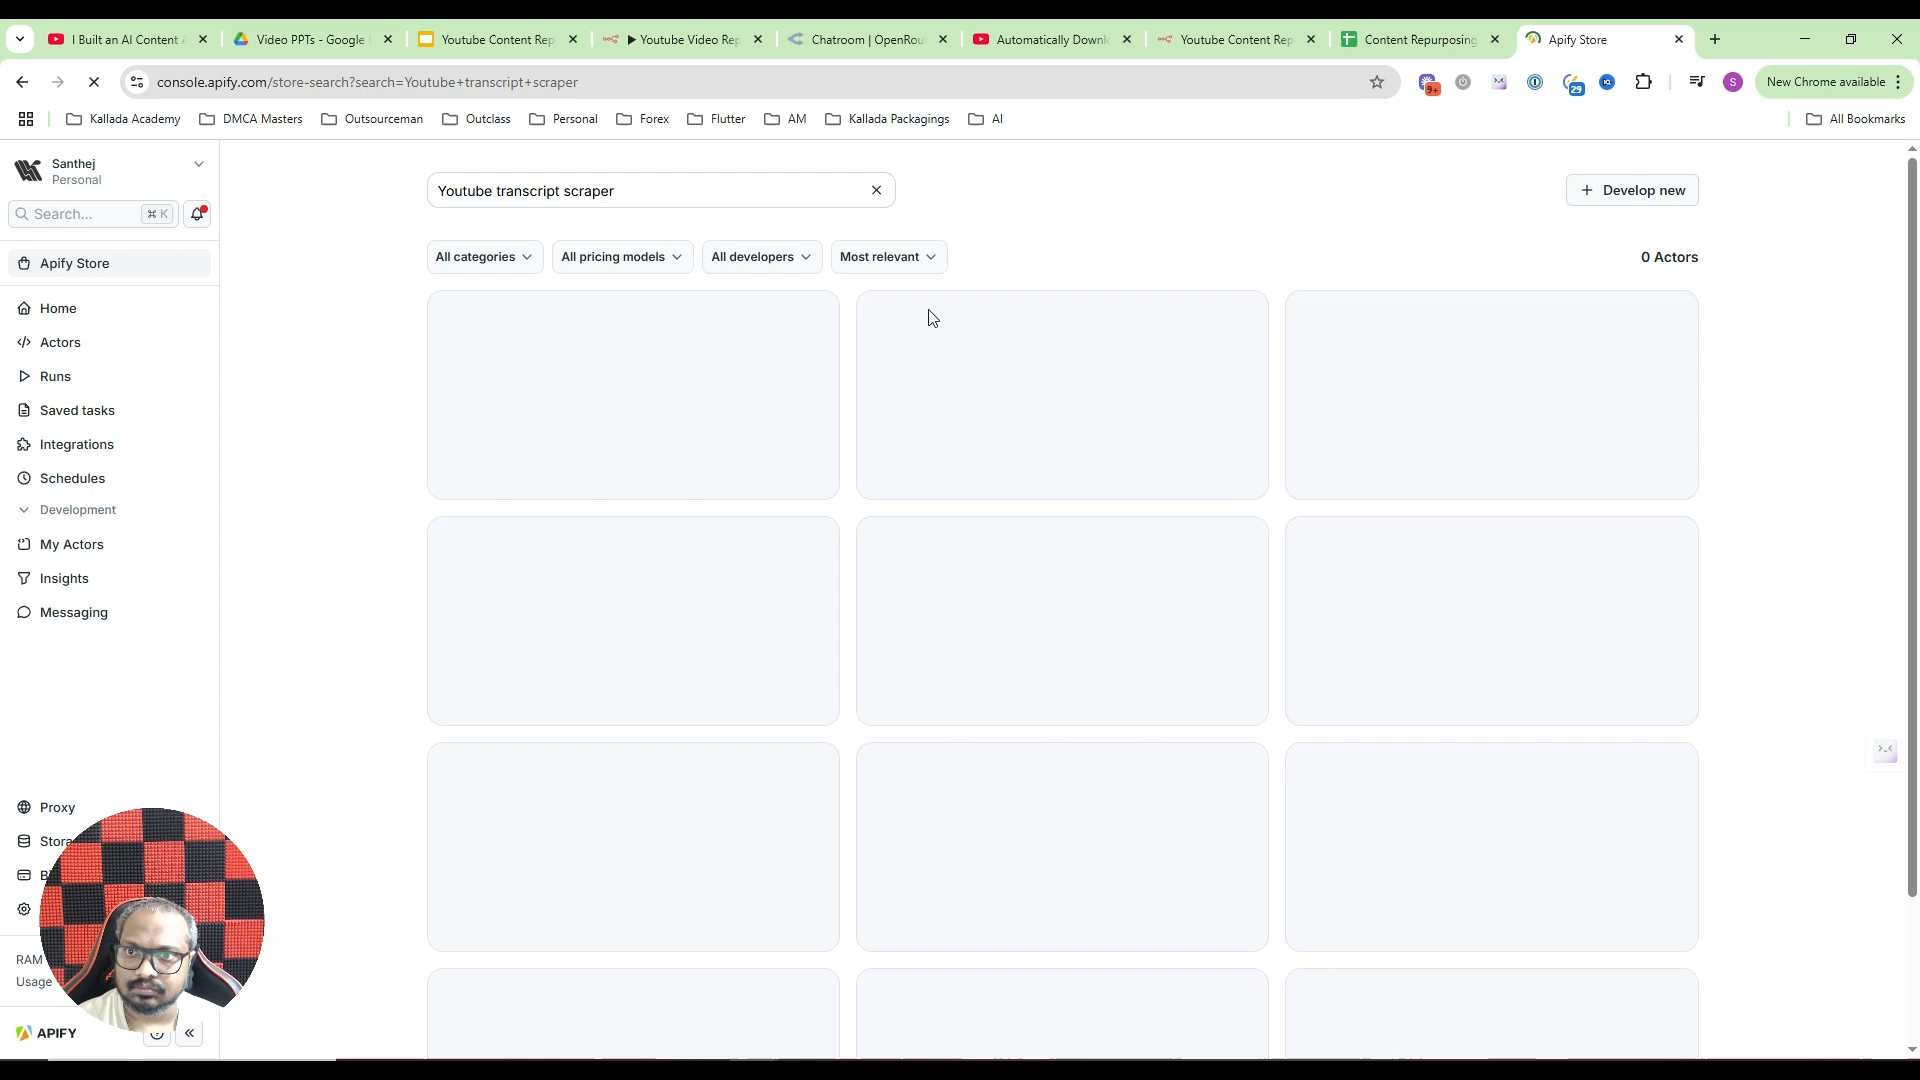 I Built an AI Content
Video PPTs - Google
Youtube Content Rep
▶ Youtube Video Rep
Chatroom | OpenRou
Automatically Downl
Youtube Content Rep
Content Repurposing
Apify Store
console.apify.com/store-search?search=Youtube+transcript+scraper
9+
29
S
New Chrome available
Kallada Academy
DMCA Masters
Outsourceman
Outclass
Personal
Forex
Flutter
AM
Kallada Packagings
AI
All Bookmarks
Santhej
Personal
Search...
⌘ K
Apify Store
Home
Actors
Runs
Saved tasks
Integrations
Schedules
Development
My Actors
Insights
Messaging
Proxy
Stora
RAM
Usage
APIFY
Youtube transcript scraper
Develop new
All categories
All pricing models
All developers
Most relevant
0 Actors